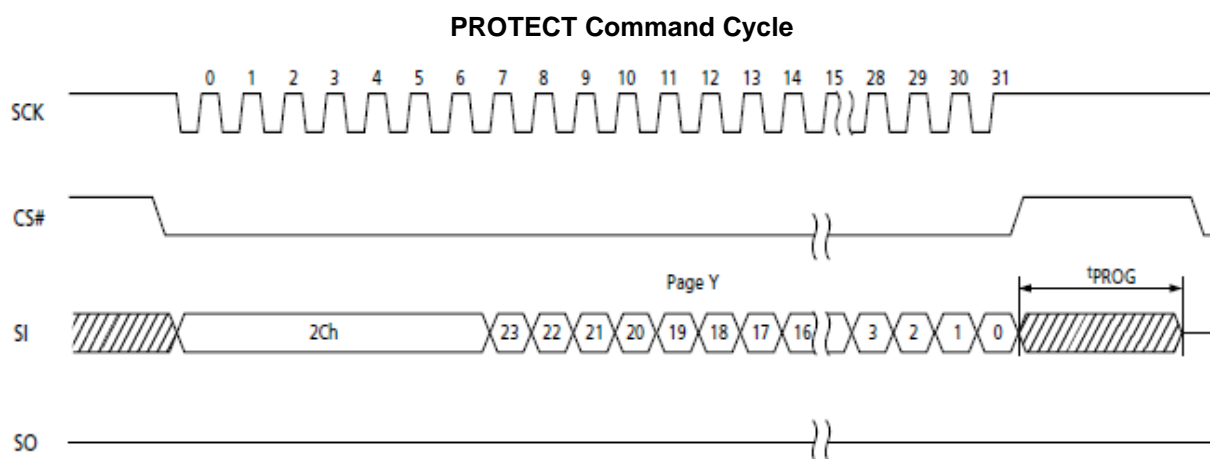 PROTECT Command Cycle
0 1 2 3 4 5 6 7 8 9 10 11 12 13 14 15 28 29 30 31
SCK
CS#
Page Y
tPROG
SI 2Ch 23 22 21 20 19 18 17 16 3 2 1 0
SO